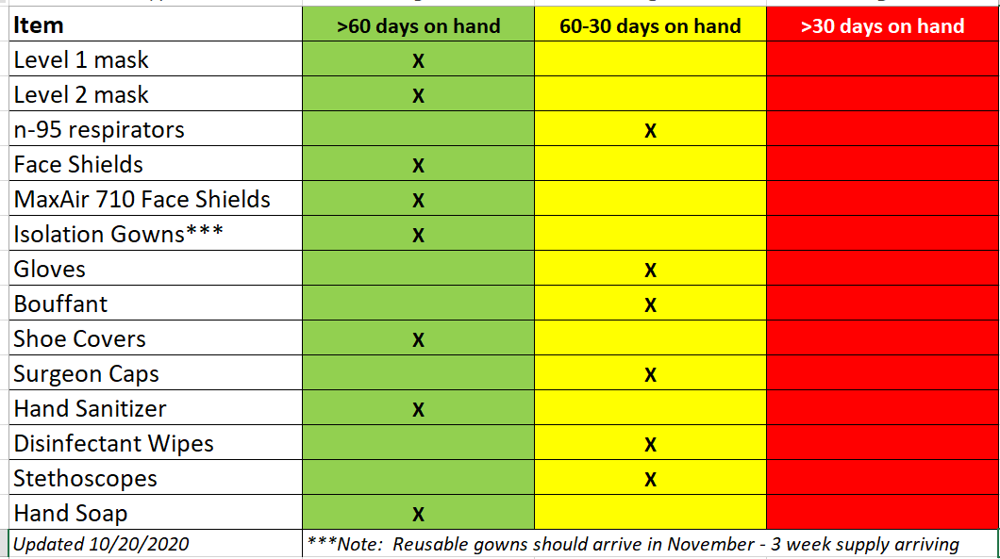 Item >60 days on hand 60-30 days on hand >30 days on hand
Level 1 mask X
Level 2 mask X
n-95 respirators X
Face Shields X
MaxAir 710 Face Shields X
Isolation Gowns*** X
Gloves X
Bouffant X
Shoe Covers X
Surgeon Caps X
Hand Sanitizer X
Disinfectant Wipes X
Stethoscopes X
Hand Soap X
Updated 10/20/2020 ***Note: Reusable gowns should arrive in November - 3 week supply arriving